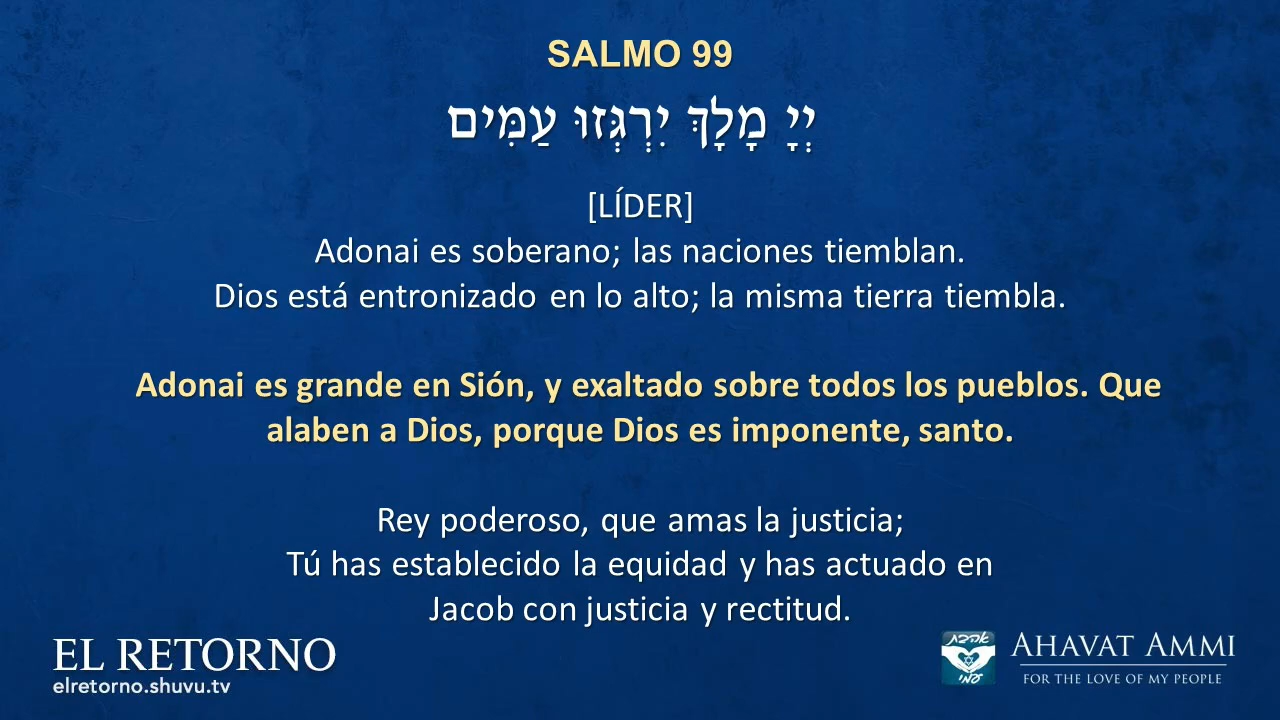 SALMO 99
יְיָ מָלָךְ יִרְגְּזוּ עַמִּים
[LÍDER]
Adonai es soberano; las naciones tiemblan.
Dios está entronizado en lo alto; la misma tierra tiembla.
Adonai es grande en Sión, y exaltado sobre todos los pueblos. Que
alaben a Dios, porque Dios es imponente, santo.
Rey poderoso, que amas la justicia;
Tú has establecido la equidad y has actuado en
Jacob con justicia y rectitud.
EL RETORNO
elretorno.shuvu.tv
אהבת
עמי
AHAVAT AMMI
FOR THE LOVE OF MY PEOPLE